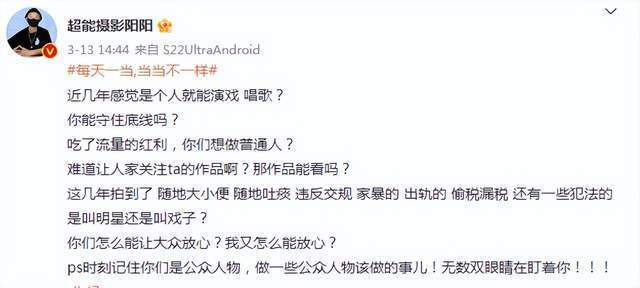 超能摄影阳阳
3-13 14:44 来自 S22UltraAndroid
#每天一当,当当不一样#
近几年感觉是个人就能演戏 唱歌？
你能守住底线吗？
吃了流量的红利，你们想做普通人？
难道让人家关注ta的作品啊？那作品能看吗？
这几年拍到了 随地大小便 随地吐痰 违反交规 家暴的 出轨的 偷税漏税 还有一些犯法的
是叫明星还是叫戏子？
你们怎么能让大众放心？我又怎么能放心？
ps时刻记住你们是公众人物，做一些公众人物该做的事儿！无数双眼睛在盯着你！！！